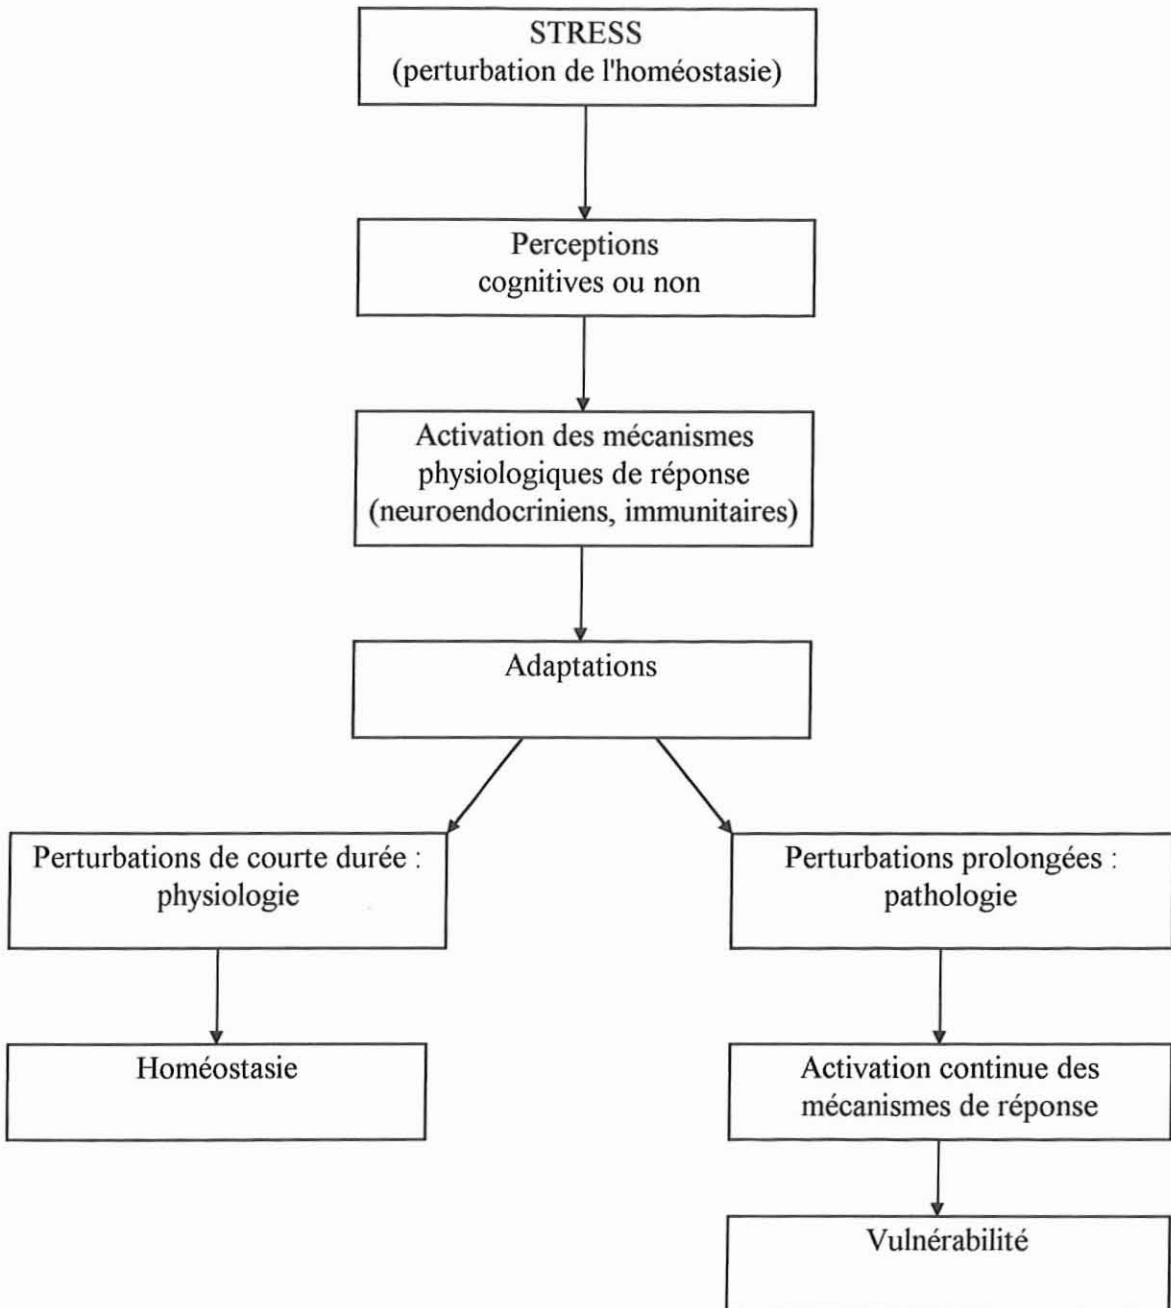 STRESS
(perturbation de l'homéostasie)
Perceptions
cognitives ou non
Activation des mécanismes
physiologiques de réponse
(neuroendocriniens, immunitaires)
Adaptations
Perturbations de courte durée :
physiologie
Perturbations prolongées :
pathologie
Homéostasie
Activation continue des
mécanismes de réponse
Vulnérabilité